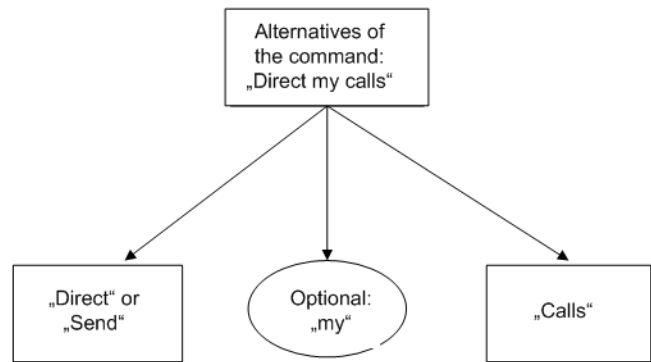 Alternatives of
the command:
„Direct my calls“
„Direct“ or
„Send“
Optional:
„my“
„Calls“